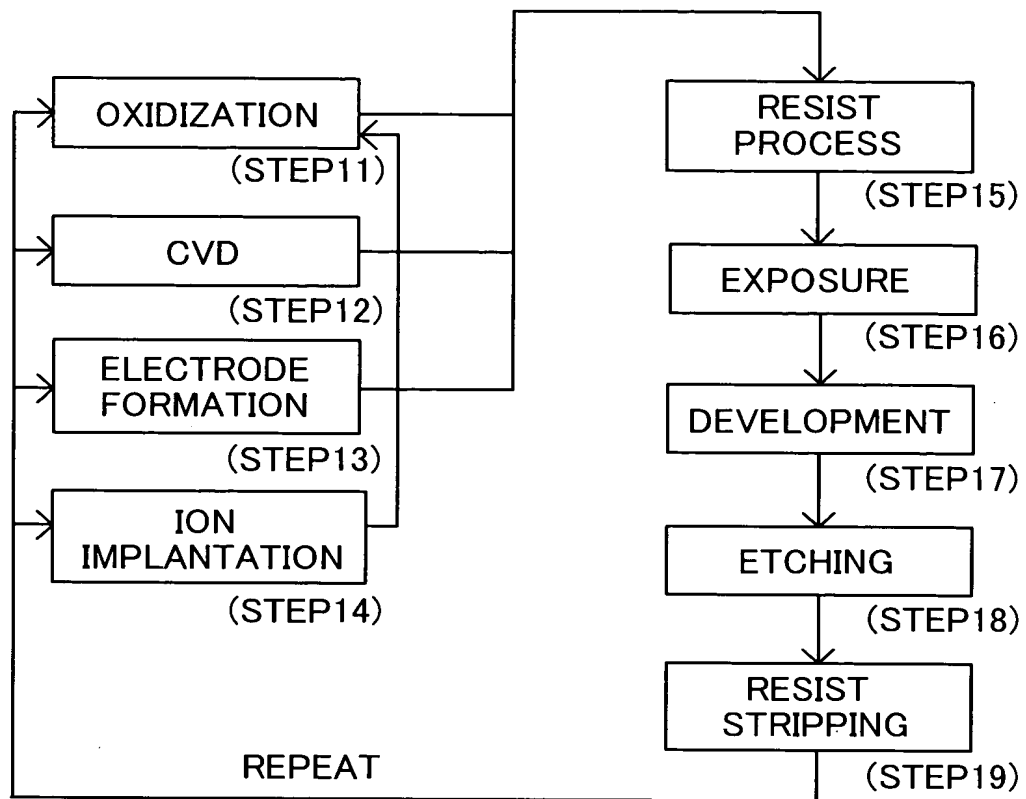 OXIDIZATION
(STEP11)
CVD
(STEP12)
ELECTRODE
FORMATION
(STEP13)
ION
IMPLANTATION
(STEP14)
RESIST
PROCESS
(STEP15)
EXPOSURE
(STEP16)
DEVELOPMENT
(STEP17)
ETCHING
(STEP18)
RESIST
STRIPPING
(STEP19)
REPEAT